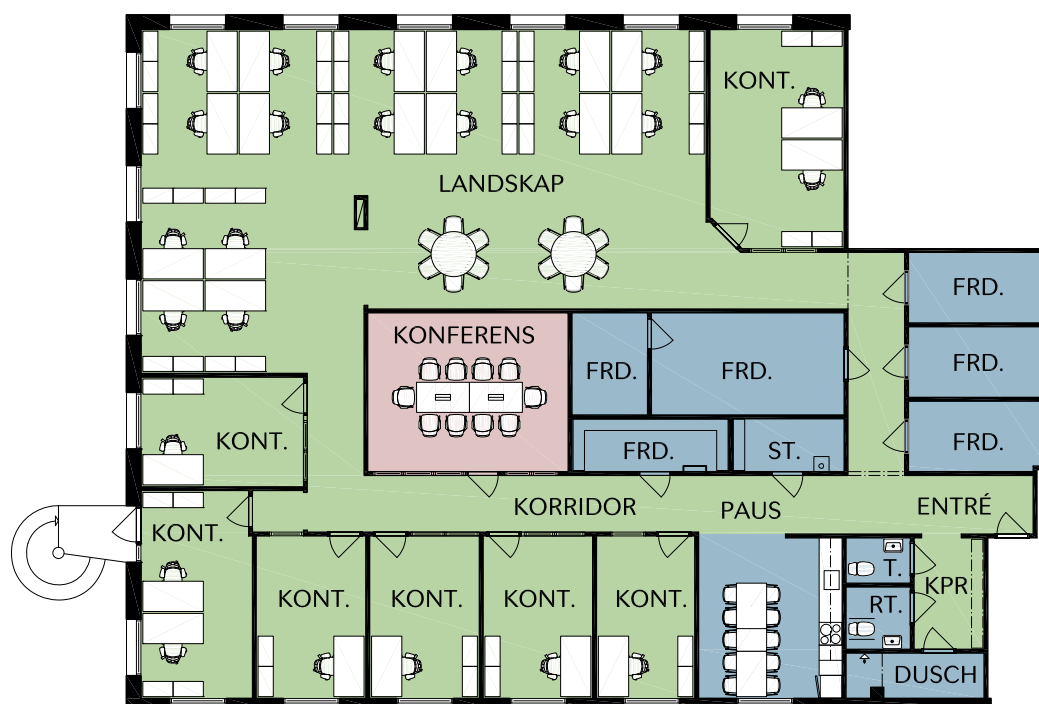 KONT.
LANDSKAP
FRD.
KONFERENS
FRD.
FRD.
FRD.
KONT.
FRD.
FRD.
ST.
KORRIDOR
PAUS
ENTRÉ
KONT.
T.
KPR
KONT.
KONT.
KONT.
KONT.
RT.
DUSCH